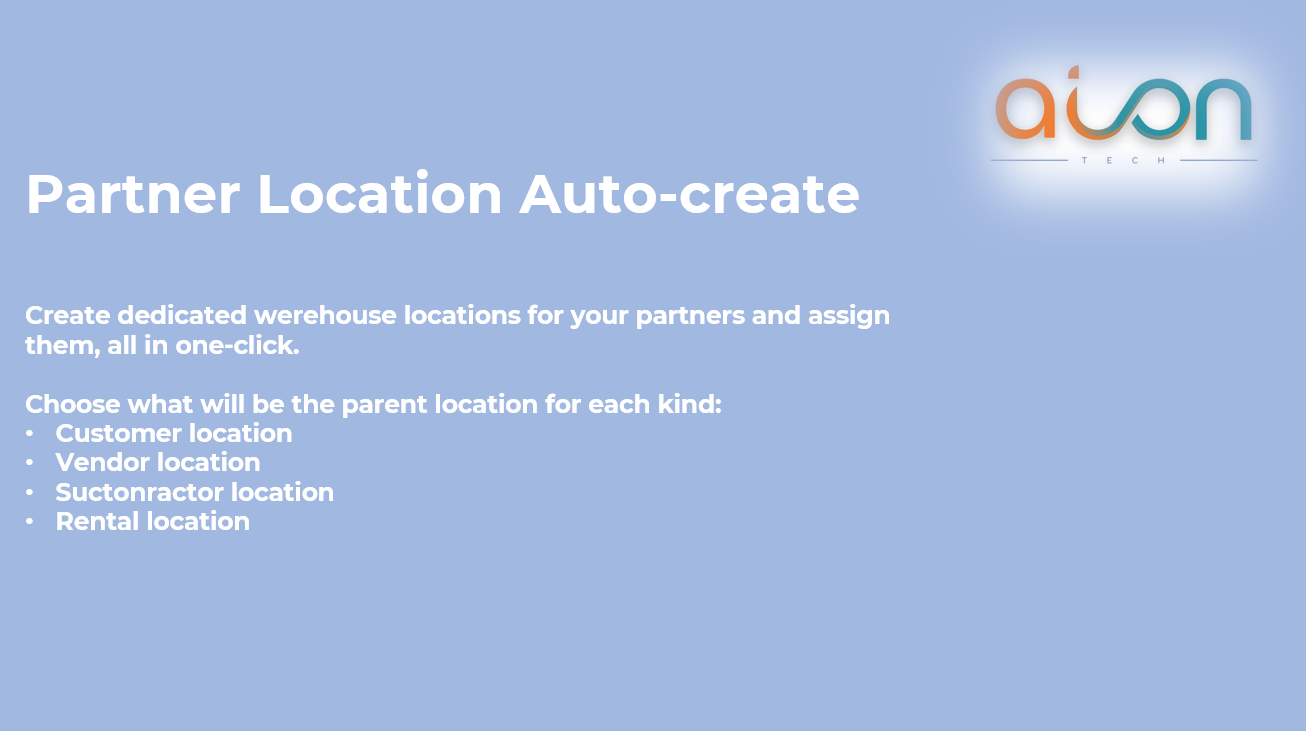 aion
TECH
Partner Location Auto-create
Create dedicated werehouse locations for your partners and assign
them, all in one-click.
Choose what will be the parent location for each kind:
• Customer location
• Vendor location
• Suctonractor location
• Rental location